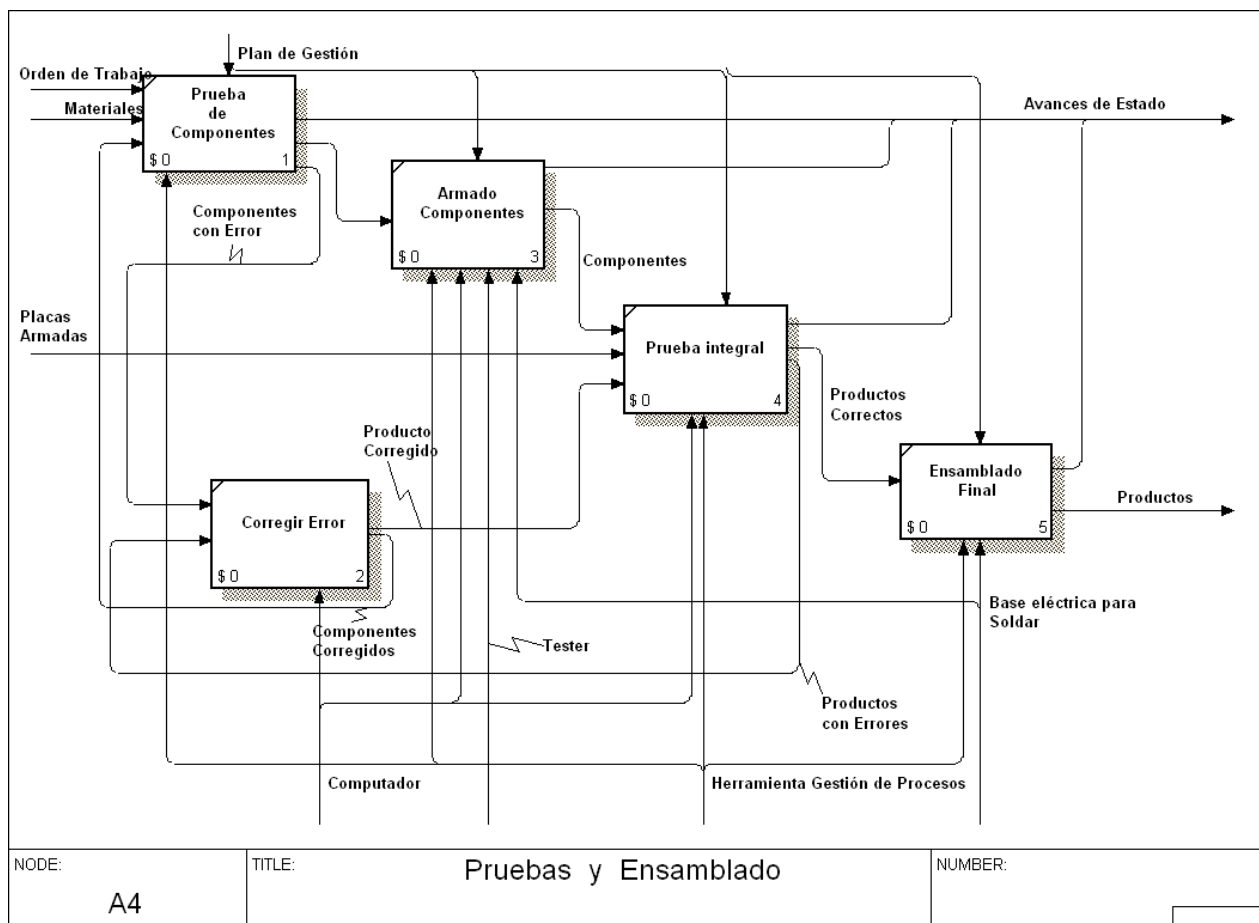 Plan de Gestión
Orden de Trabajo
Materiales
Prueba
de
Componentes
$ 0 1
Avances de Estado
Armado
Componentes
$ 0 3
Componentes
con Error
Componentes
Placas
Armadas
Prueba integral
$ 0 4
Productos
Correctos
Producto
Corregido
Ensamblado
Final
$ 0 5
Productos
Corregir Error
$ 0 2
Base eléctrica para
Soldar
Componentes
Corregidos
Tester
Productos
con Errores
Computador
Herramienta Gestión de Procesos
NODE:
A4
TITLE:
Pruebas y Ensamblado
NUMBER: